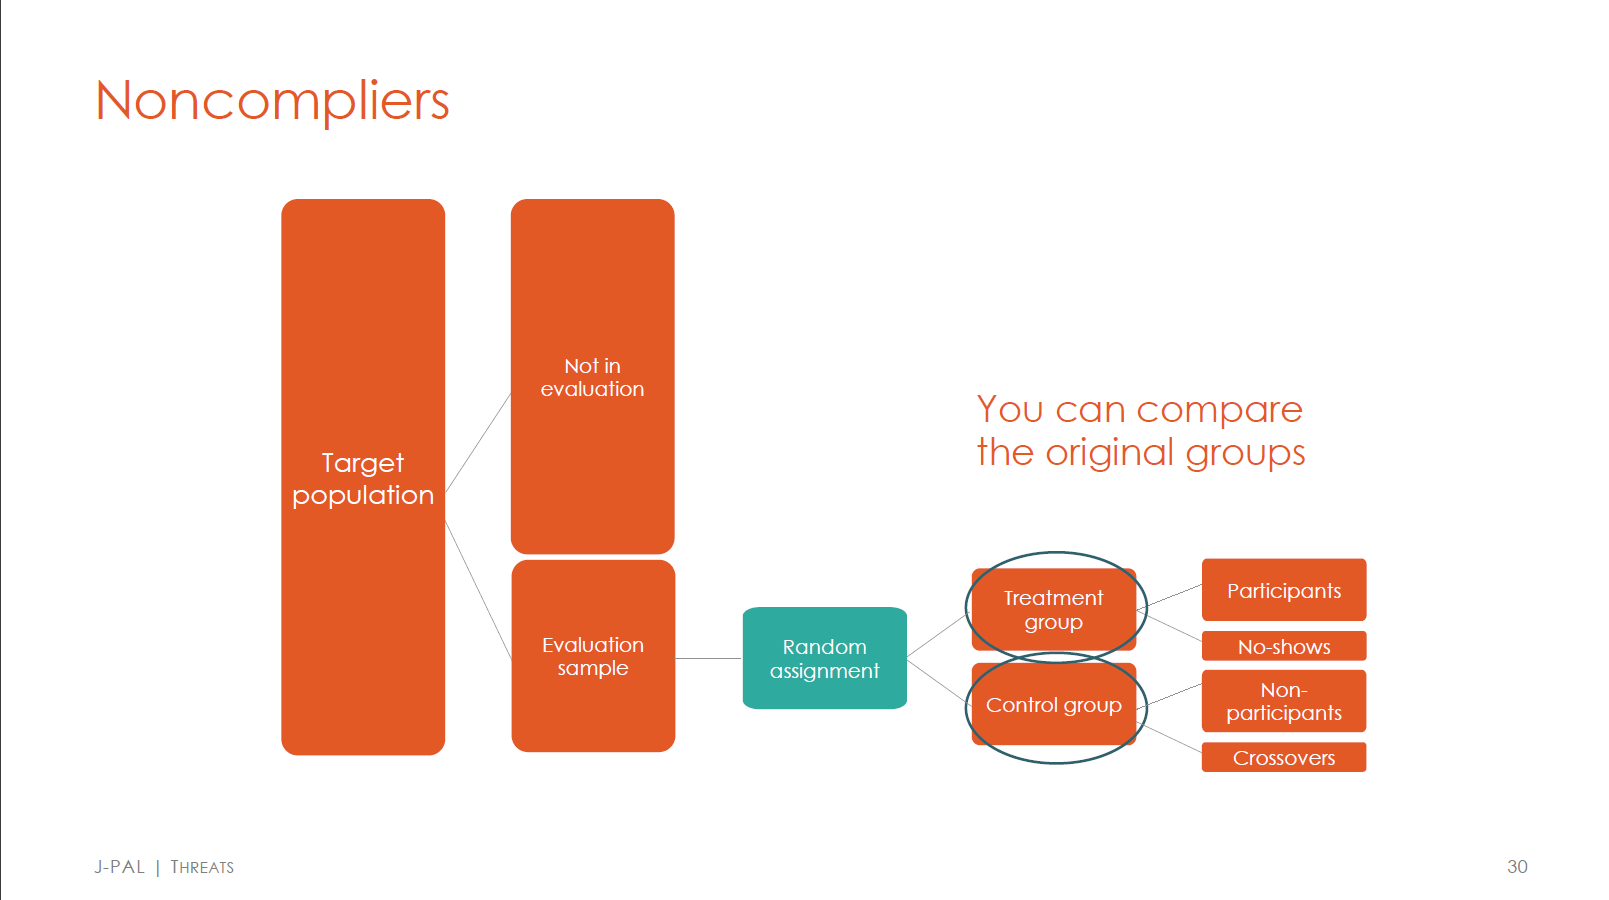 Noncompliers
Target
population
Not in
evaluation
Evaluation
sample
Random
assignment
You can compare
the original groups
Treatment
group
Control group
Participants
No-shows
Non-
participants
Crossovers
J-PAL | THREATS
30